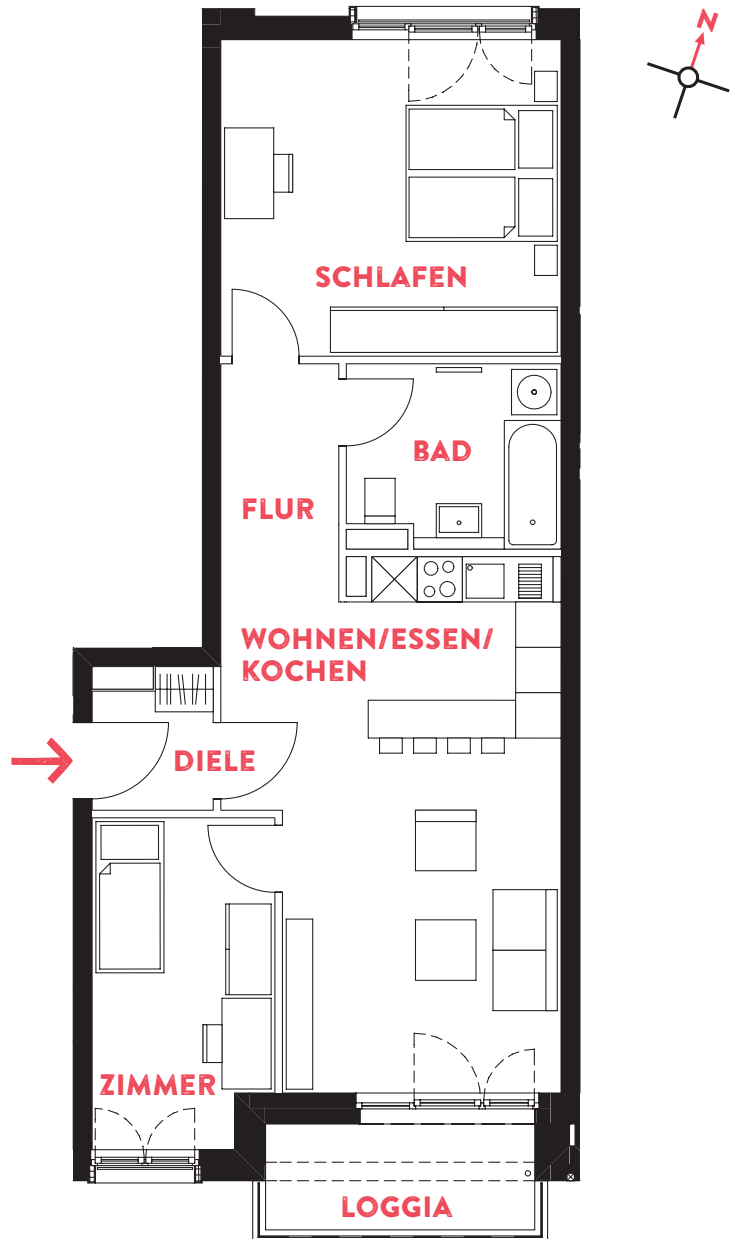 N
SCHLAFEN
BAD
FLUR
WOHNEN/ESSEN/
KOCHEN
DIELE
ZIMMER
LOGGIA